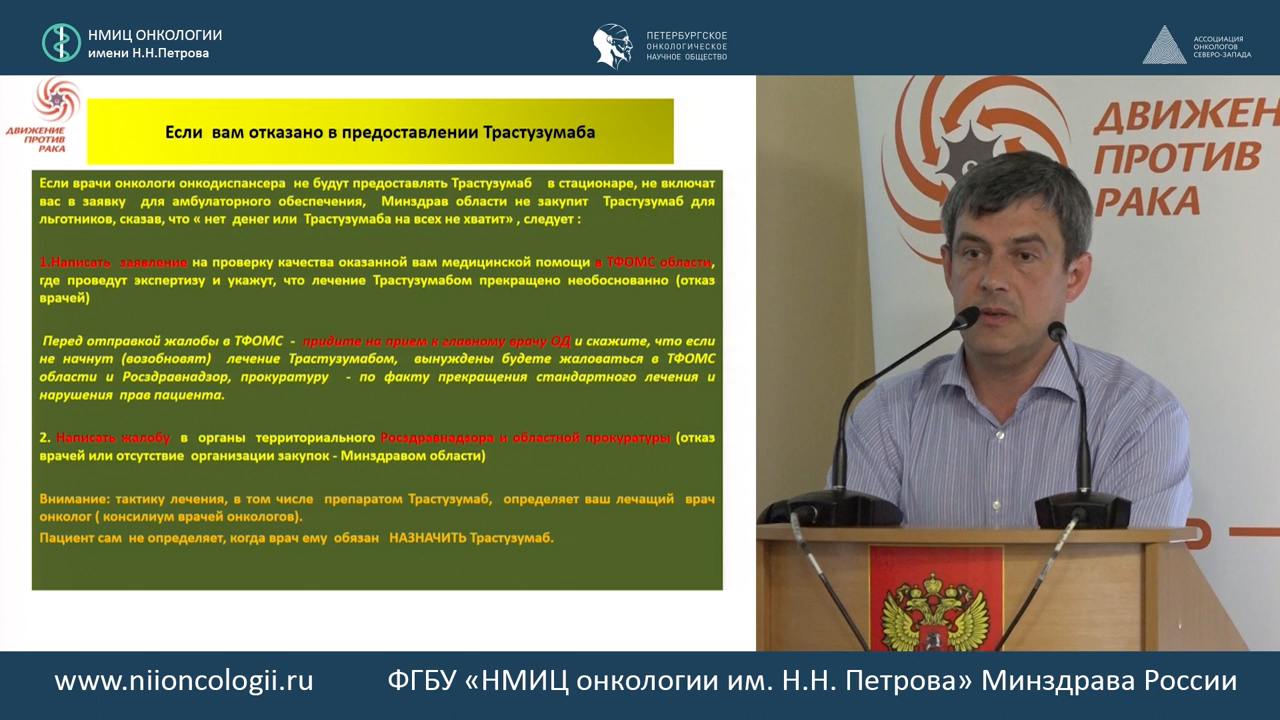 НМИЦ ОНКОЛОГИИ
имени Н.Н.Петрова
ПЕТЕРБУРГСКОЕ
ОНКОЛОГИЧЕСКОЕ
НАУЧНОЕ ОБЩЕСТВО
АССОЦИАЦИЯ
ОНКОЛОГОВ
СЕВЕРО-ЗАПАДА
ДВИЖЕНИЕ
ПРОТИВ
РАКА
Если вам отказано в предоставлении Трастузумаба
Если врачи онкологи онкодиспансера не будут предоставлять Трастузумаб в стационаре, не включат
вас в заявку для амбулаторного обеспечения, Минздрав области не закупит Трастузумаб для
льготников, сказав, что « нет денег или Трастузумаба на всех не хватит» , следует :
1.Написать заявление на проверку качества оказанной вам медицинской помощи в ТФОМС области,
где проведут экспертизу и укажут, что лечение Трастузумабом прекращено необоснованно (отказ
врачей)
Перед отправкой жалобы в ТФОМС - придите на прием к главному врачу ОД и скажите, что если
не начнут (возобновят) лечение Трастузумабом, вынуждены будете жаловаться в ТФОМС
области и Росздравнадзор, прокуратуру - по факту прекращения стандартного лечения и
нарушения прав пациента.
2. Написать жалобу в органы территориального Росздравнадзора и областной прокуратуры (отказ
врачей или отсутствие организации закупок - Минздравом области)
Внимание: тактику лечения, в том числе препаратом Трастузумаб, определяет ваш лечащий врач
онколог ( консилиум врачей онкологов).
Пациент сам не определяет, когда врач ему обязан НАЗНАЧИТЬ Трастузумаб.
ДВИЖЕН
ПРОТИВ
РАКА
www.niioncologii.ru
ФГБУ «НМИЦ онкологии им. Н.Н. Петрова» Минздрава России